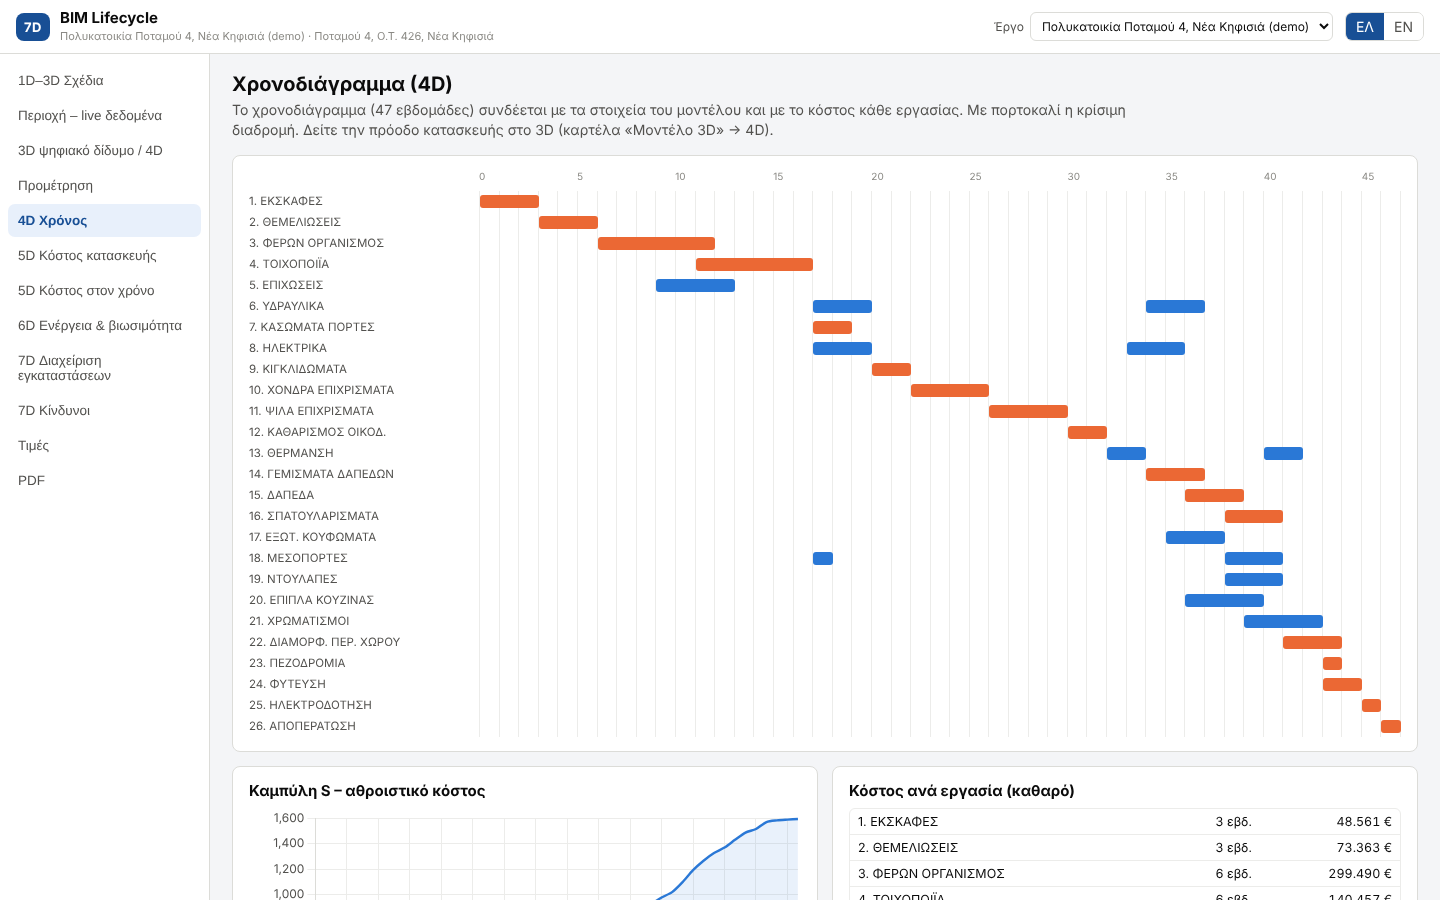 7D
BIM Lifecycle
Πολυκατοικία Ποταμού 4, Νέα Κηφισιά (demo) · Ποταμού 4, Ο.Τ. 426, Νέα Κηφισιά
Έργο
Πολυκατοικία Ποταμού 4, Νέα Κηφισιά (demo)
ΕΛ
EN
1D–3D Σχέδια
Περιοχή – live δεδομένα
3D ψηφιακό δίδυμο / 4D
Προμέτρηση
4D Χρόνος
5D Κόστος κατασκευής
5D Κόστος στον χρόνο
6D Ενέργεια & βιωσιμότητα
7D Διαχείριση
εγκαταστάσεων
7D Κίνδυνοι
Τιμές
PDF
Χρονοδιάγραμμα (4D)
Το χρονοδιάγραμμα (47 εβδομάδες) συνδέεται με τα στοιχεία του μοντέλου και με το κόστος κάθε εργασίας. Με πορτοκαλί η κρίσιμη
διαδρομή. Δείτε την πρόοδο κατασκευής στο 3D (καρτέλα «Μοντέλο 3D» → 4D).
0 5 10 15 20 25 30 35 40 45
1. ΕΚΣΚΑΦΕΣ
2. ΘΕΜΕΛΙΩΣΕΙΣ
3. ΦΕΡΩΝ ΟΡΓΑΝΙΣΜΟΣ
4. ΤΟΙΧΟΠΟΙΪΑ
5. ΕΠΙΧΩΣΕΙΣ
6. ΥΔΡΑΥΛΙΚΑ
7. ΚΑΣΩΜΑΤΑ ΠΟΡΤΕΣ
8. ΗΛΕΚΤΡΙΚΑ
9. ΚΙΓΚΛΙΔΩΜΑΤΑ
10. ΧΟΝΔΡΑ ΕΠΙΧΡΙΣΜΑΤΑ
11. ΨΙΛΑ ΕΠΙΧΡΙΣΜΑΤΑ
12. ΚΑΘΑΡΙΣΜΟΣ ΟΙΚΟΔ.
13. ΘΕΡΜΑΝΣΗ
14. ΓΕΜΙΣΜΑΤΑ ΔΑΠΕΔΩΝ
15. ΔΑΠΕΔΑ
16. ΣΠΑΤΟΥΛΑΡΙΣΜΑΤΑ
17. ΕΞΩΤ. ΚΟΥΦΩΜΑΤΑ
18. ΜΕΣΟΠΟΡΤΕΣ
19. ΝΤΟΥΛΑΠΕΣ
20. ΕΠΙΠΛΑ ΚΟΥΖΙΝΑΣ
21. ΧΡΩΜΑΤΙΣΜΟΙ
22. ΔΙΑΜΟΡΦ. ΠΕΡ. ΧΩΡΟΥ
23. ΠΕΖΟΔΡΟΜΙΑ
24. ΦΥΤΕΥΣΗ
25. ΗΛΕΚΤΡΟΔΟΤΗΣΗ
26. ΑΠΟΠΕΡΑΤΩΣΗ
Καμπύλη S – αθροιστικό κόστος
1,600
1,400
1,200
1,000
Κόστος ανά εργασία (καθαρό)
1. ΕΚΣΚΑΦΕΣ 3 εβδ. 48.561 €
2. ΘΕΜΕΛΙΩΣΕΙΣ 3 εβδ. 73.363 €
3. ΦΕΡΩΝ ΟΡΓΑΝΙΣΜΟΣ 6 εβδ. 299.490 €
4. ΤΟΙΧΟΠΟΙΪΑ 6 εβδ. 140.457 €